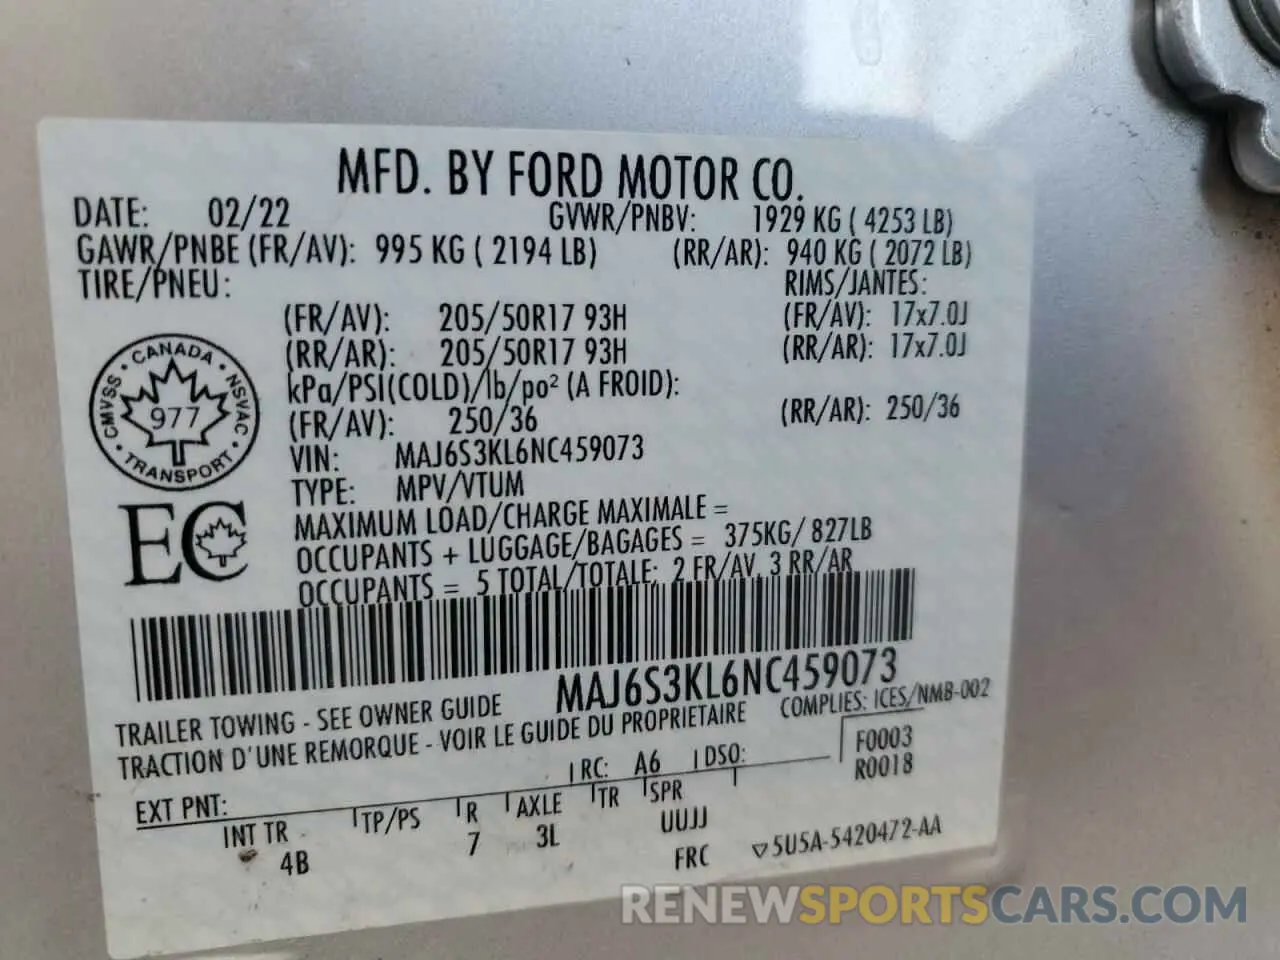 MFD. BY FORD MOTOR CO.
DATE: 02/22 GVWR/PNBV: 1929 KG ( 4253 LB)
GAWR/PNBE (FR/AV): 995 KG ( 2194 LB) (RR/AR): 940 KG ( 2072 LB)
TIRE/PNEU: RIMS/JANTES:
(FR/AV): 205/50R17 93H (FR/AV): 17x7.0J
(RR/AR): 205/50R17 93H (RR/AR): 17x7.0J
kPa/PSI(COLD)/lb/po² (A FROID):
(FR/AV): 250/36 (RR/AR): 250/36
VIN: MAJ6S3KL6NC459073
TYPE: MPV/VTUM
MAXIMUM LOAD/CHARGE MAXIMALE =
OCCUPANTS + LUGGAGE/BAGAGES = 375KG/ 827LB
OCCUPANTS = 5 TOTAL/TOTALE: 2 FR/AV, 3 RR/AR
CANADA
CMVSS · NSVAC
977
TRANSPORT
EC
MAJ6S3KL6NC459073
TRAILER TOWING - SEE OWNER GUIDE COMPLIES: ICES/NMB-002
TRACTION D'UNE REMORQUE - VOIR LE GUIDE DU PROPRIETAIRE
F0003
R0018
EXT PNT: RC: A6 DSO:
INT TR TP/PS R AXLE TR SPR
4B 7 3L UUJJ
FRC ▽5U5A-5420472-AA
RENEWSPORTSCARS.COM